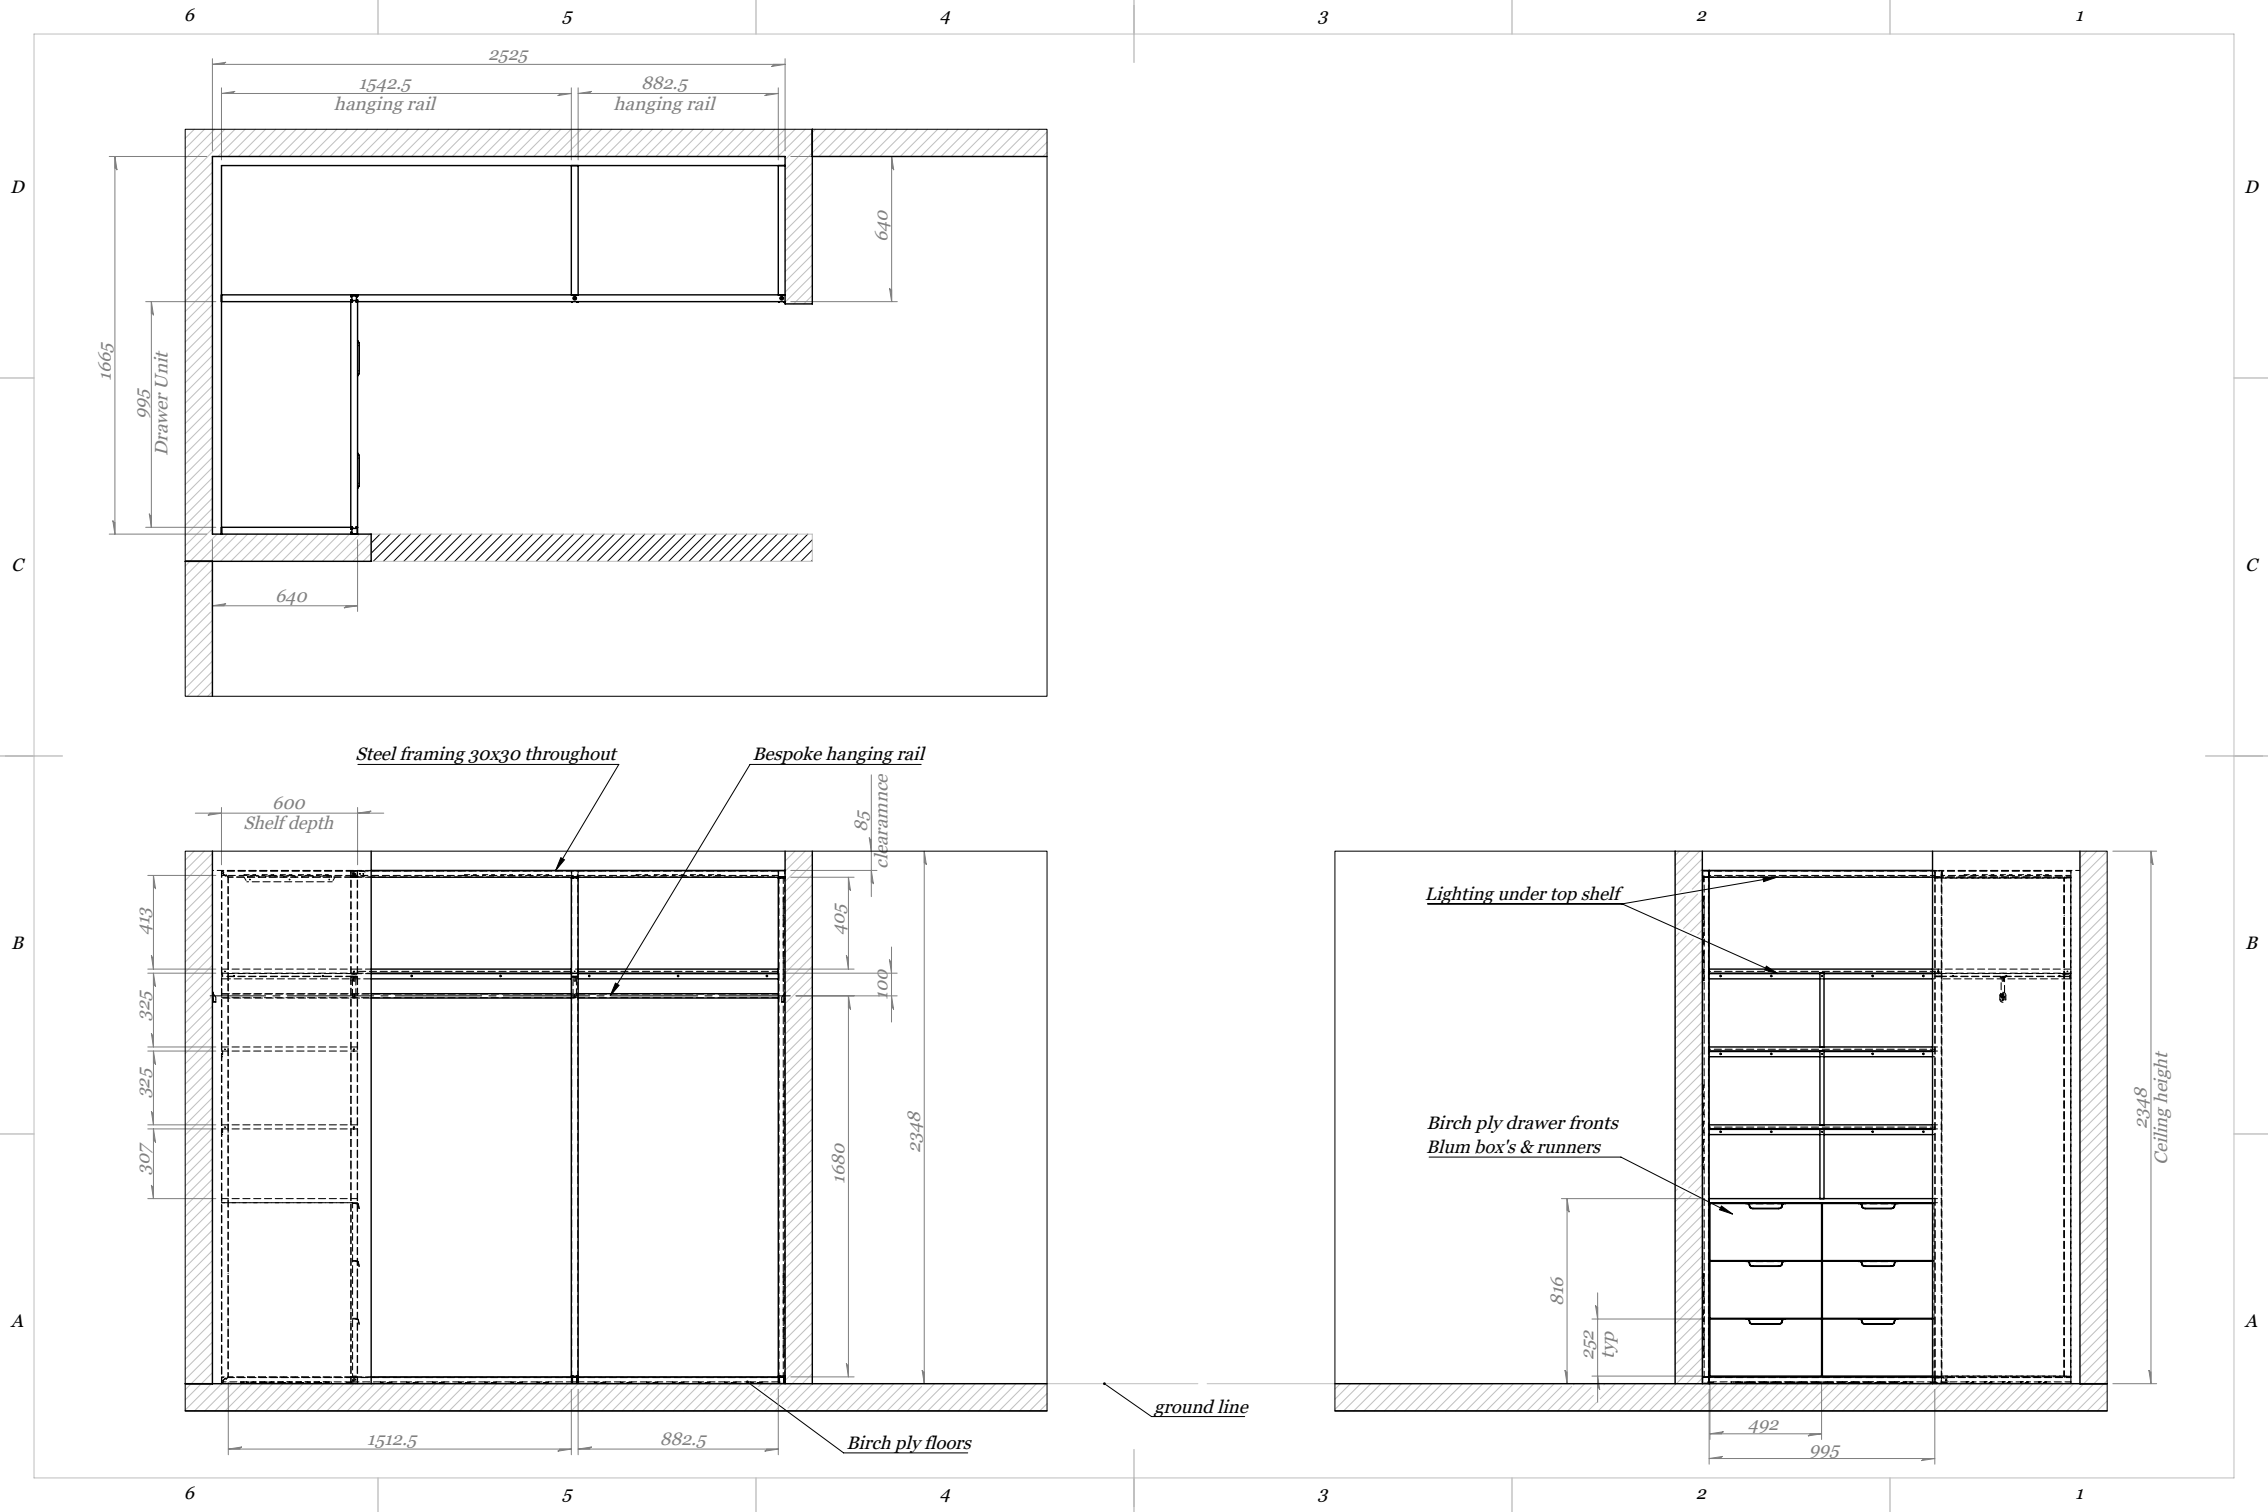 6 5 4 3 2 1
2525
1542.5
hanging rail
882.5
hanging rail
D
D
640
1665
995
Drawer Unit
C
C
640
Steel framing 30x30 throughout
Bespoke hanging rail
600
Shelf depth
85
clearamnce
Lighting under top shelf
413
405
B
B
100
325
325
307
1680
2348
2348
Ceiling height
Birch ply drawer fronts
Blum box's & runners
816
252
typ
A
A
ground line
492
995
1512.5
882.5
Birch ply floors
6 5 4 3 2 1